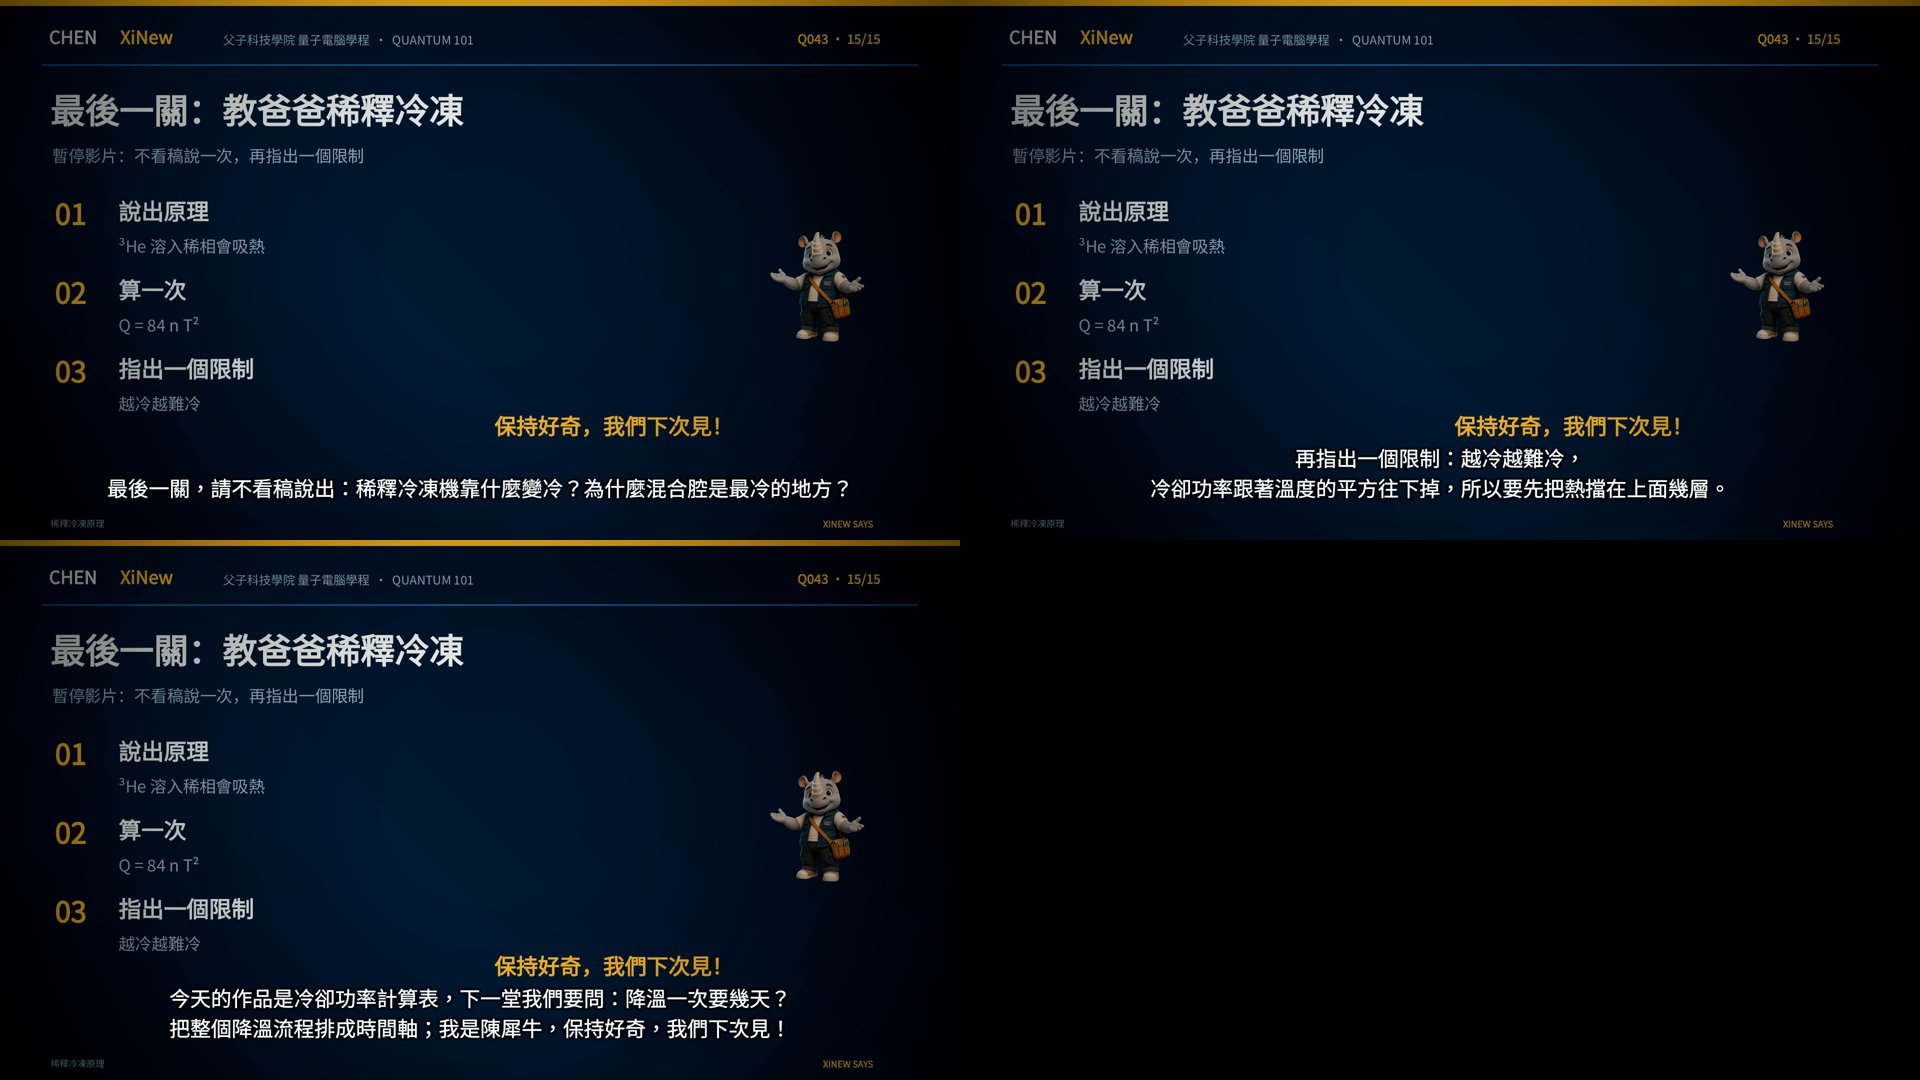 CHEN XiNew 父子科技學院 量子電腦學程 · QUANTUM 101 Q043 · 15/15
最後一關：教爸爸稀釋冷凍
暫停影片：不看稿說一次，再指出一個限制
01 說出原理
³He 溶入稀相會吸熱
02 算一次
Q = 84 n T²
03 指出一個限制
越冷越難冷
保持好奇，我們下次見！
最後一關，請不看稿說出：稀釋冷凍機靠什麼變冷？為什麼混合腔是最冷的地方？
稀釋冷凍原理 XINEW SAYS
CHEN XiNew 父子科技學院 量子電腦學程 · QUANTUM 101 Q043 · 15/15
最後一關：教爸爸稀釋冷凍
暫停影片：不看稿說一次，再指出一個限制
01 說出原理
³He 溶入稀相會吸熱
02 算一次
Q = 84 n T²
03 指出一個限制
越冷越難冷
保持好奇，我們下次見！
再指出一個限制：越冷越難冷，
冷卻功率跟著溫度的平方往下掉，所以要先把熱擋在上面幾層。
稀釋冷凍原理 XINEW SAYS
CHEN XiNew 父子科技學院 量子電腦學程 · QUANTUM 101 Q043 · 15/15
最後一關：教爸爸稀釋冷凍
暫停影片：不看稿說一次，再指出一個限制
01 說出原理
³He 溶入稀相會吸熱
02 算一次
Q = 84 n T²
03 指出一個限制
越冷越難冷
保持好奇，我們下次見！
今天的作品是冷卻功率計算表，下一堂我們要問：降溫一次要幾天？
把整個降溫流程排成時間軸；我是陳犀牛，保持好奇，我們下次見！
稀釋冷凍原理 XINEW SAYS